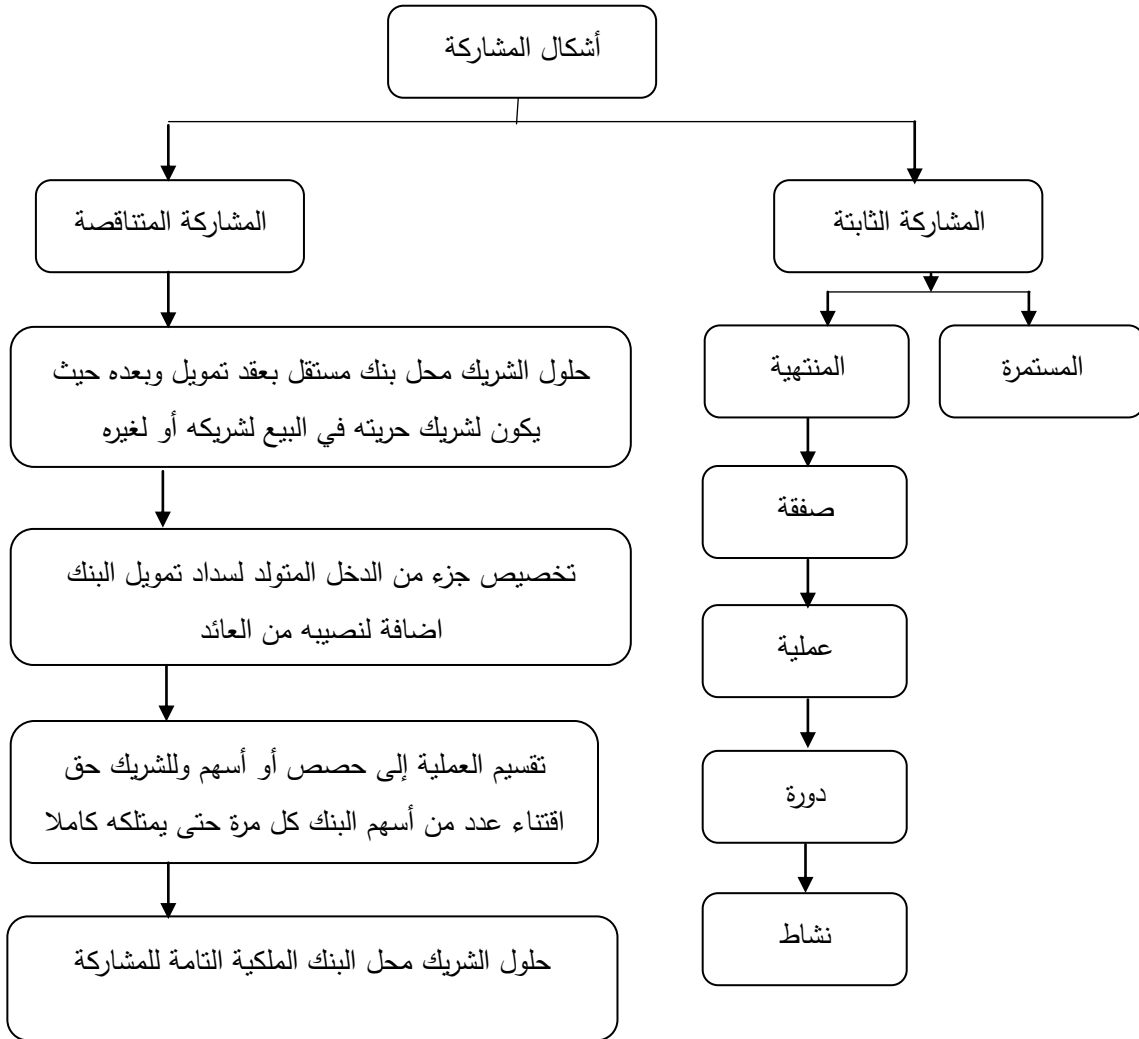 أشكال المشاركة
المشاركة الثابتة
المشاركة المتناقصة
المستمرة
المنتهية
صفقة
عملية
دورة
نشاط
حلول الشريك محل بنك مستقل بعقد تمويل وبعده حيث
يكون لشريك حريته في البيع لشريكه أو لغيره
تخصيص جزء من الدخل المتولد لسداد تمويل البنك
اضافة لنصيبه من العائد
تقسيم العملية إلى حصص أو أسهم وللشريك حق
اقتناء عدد من أسهم البنك كل مرة حتى يمتلكه كاملا
حلول الشريك محل البنك الملكية التامة للمشاركة